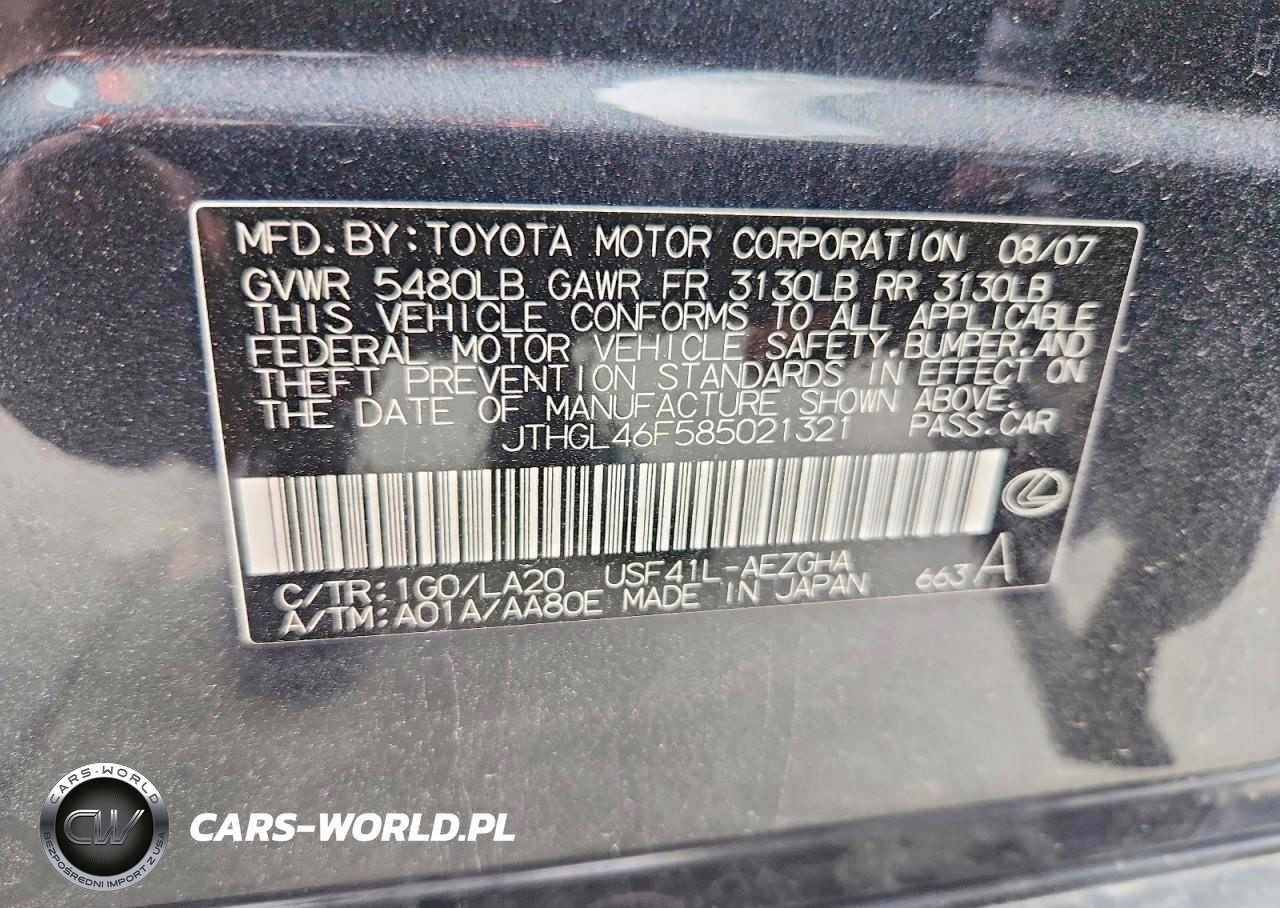 MFD.BY:TOYOTA MOTOR CORPORATION 08/07
GVWR 5480LB GAWR FR 3130LB RR 3130LB
THIS VEHICLE CONFORMS TO ALL APPLICABLE
FEDERAL MOTOR VEHICLE SAFETY,BUMPER,AND
THEFT PREVENTION STANDARDS IN EFFECT ON
THE DATE OF MANUFACTURE SHOWN ABOVE.
JTHGL46F585021321 PASS.CAR
C/TR:1G0/LA20 USF41L-AEZGHA 663 A
A/TM:A01A/AA80E MADE IN JAPAN
CARS-WORLD
CW
BEZPOŚREDNI IMPORT Z USA
CARS-WORLD.PL